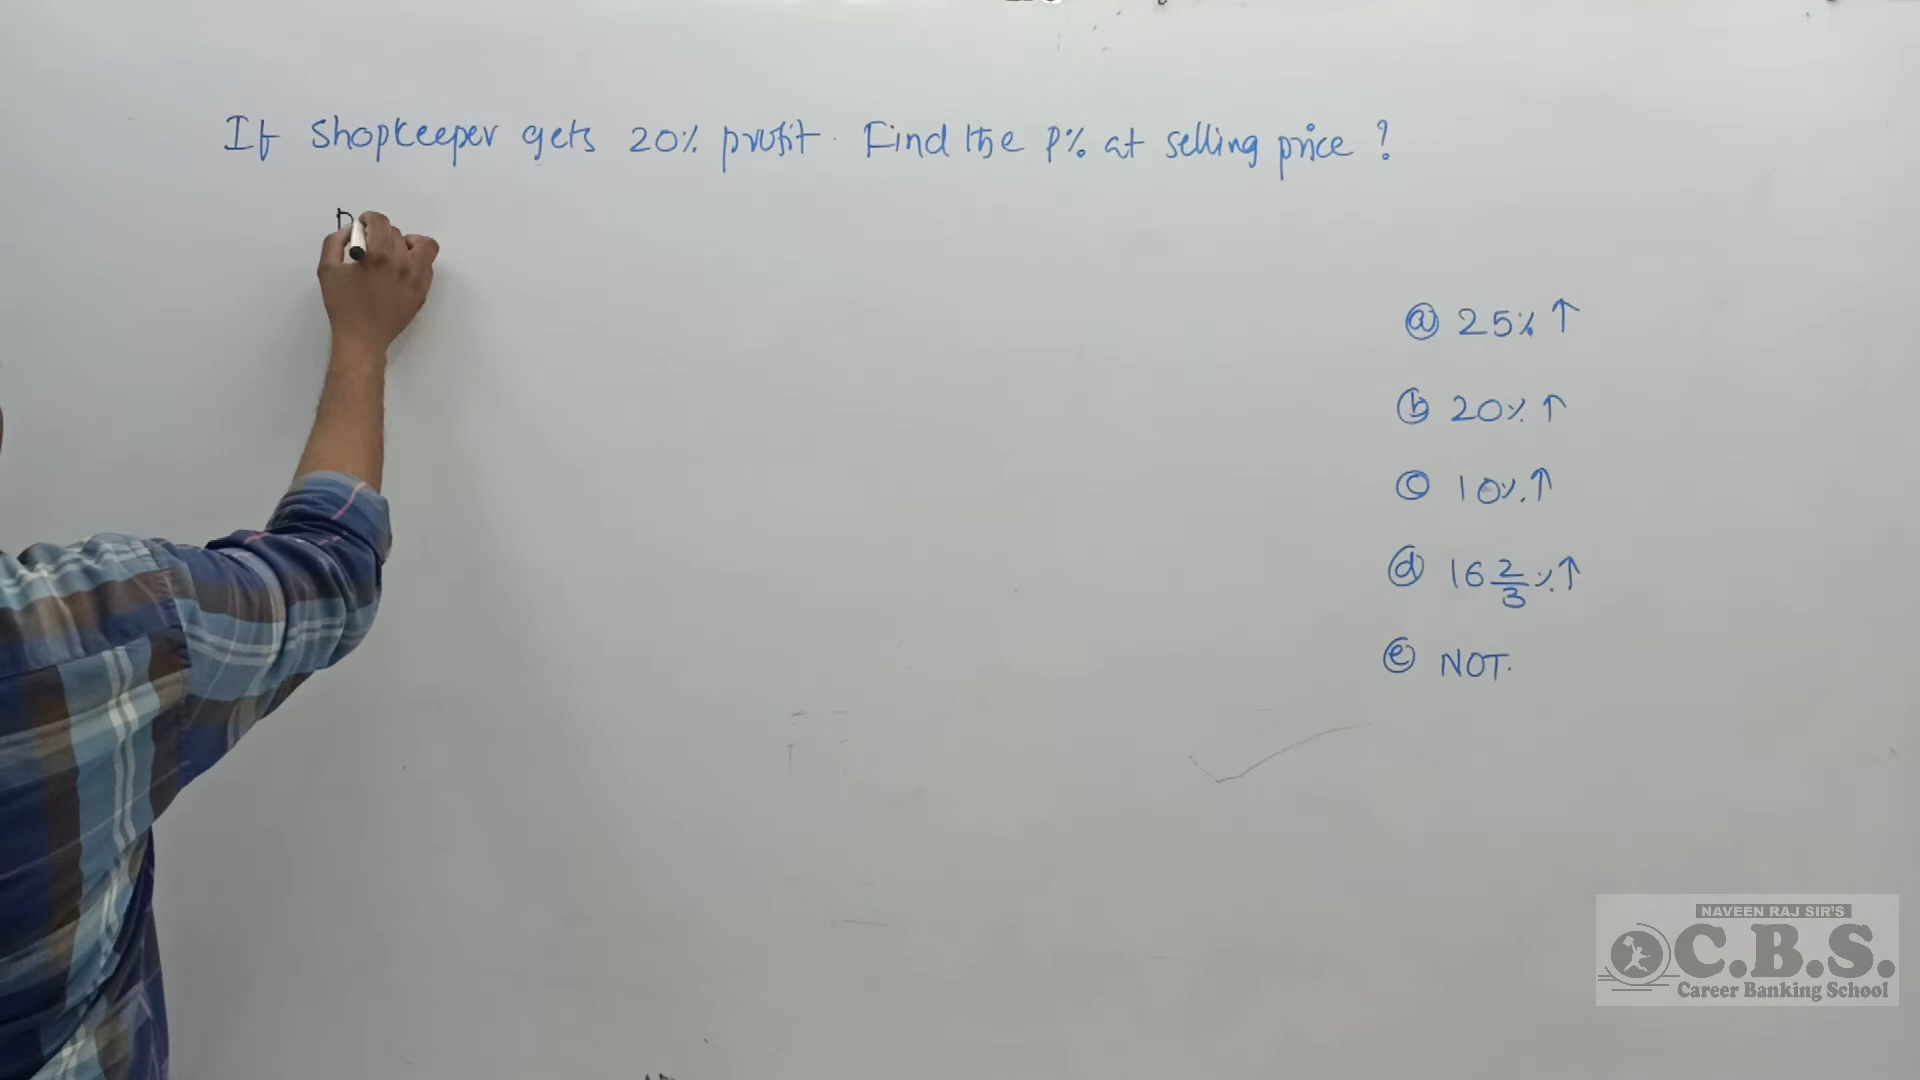 If Shopkeeper gets 20% profit. Find the P% at selling price?
P
ⓐ 25%↑
ⓑ 20%↑
ⓒ 10%.↑
ⓓ 16 2/3 %↑
ⓔ NOT.
NAVEEN RAJ SIR'S
C.B.S.
Career Banking School